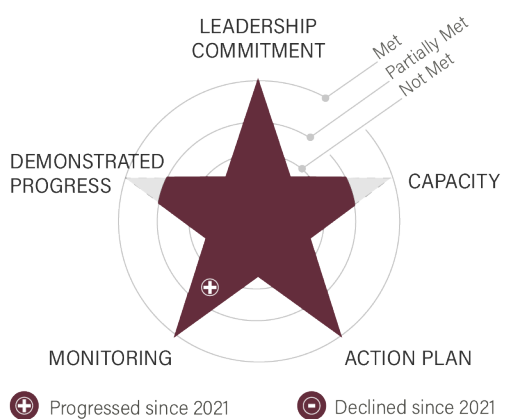 LEADERSHIP
COMMITMENT
Met
Partially Met
Not Met
DEMONSTRATED
PROGRESS
CAPACITY
MONITORING
ACTION PLAN
Progressed since 2021
Declined since 2021